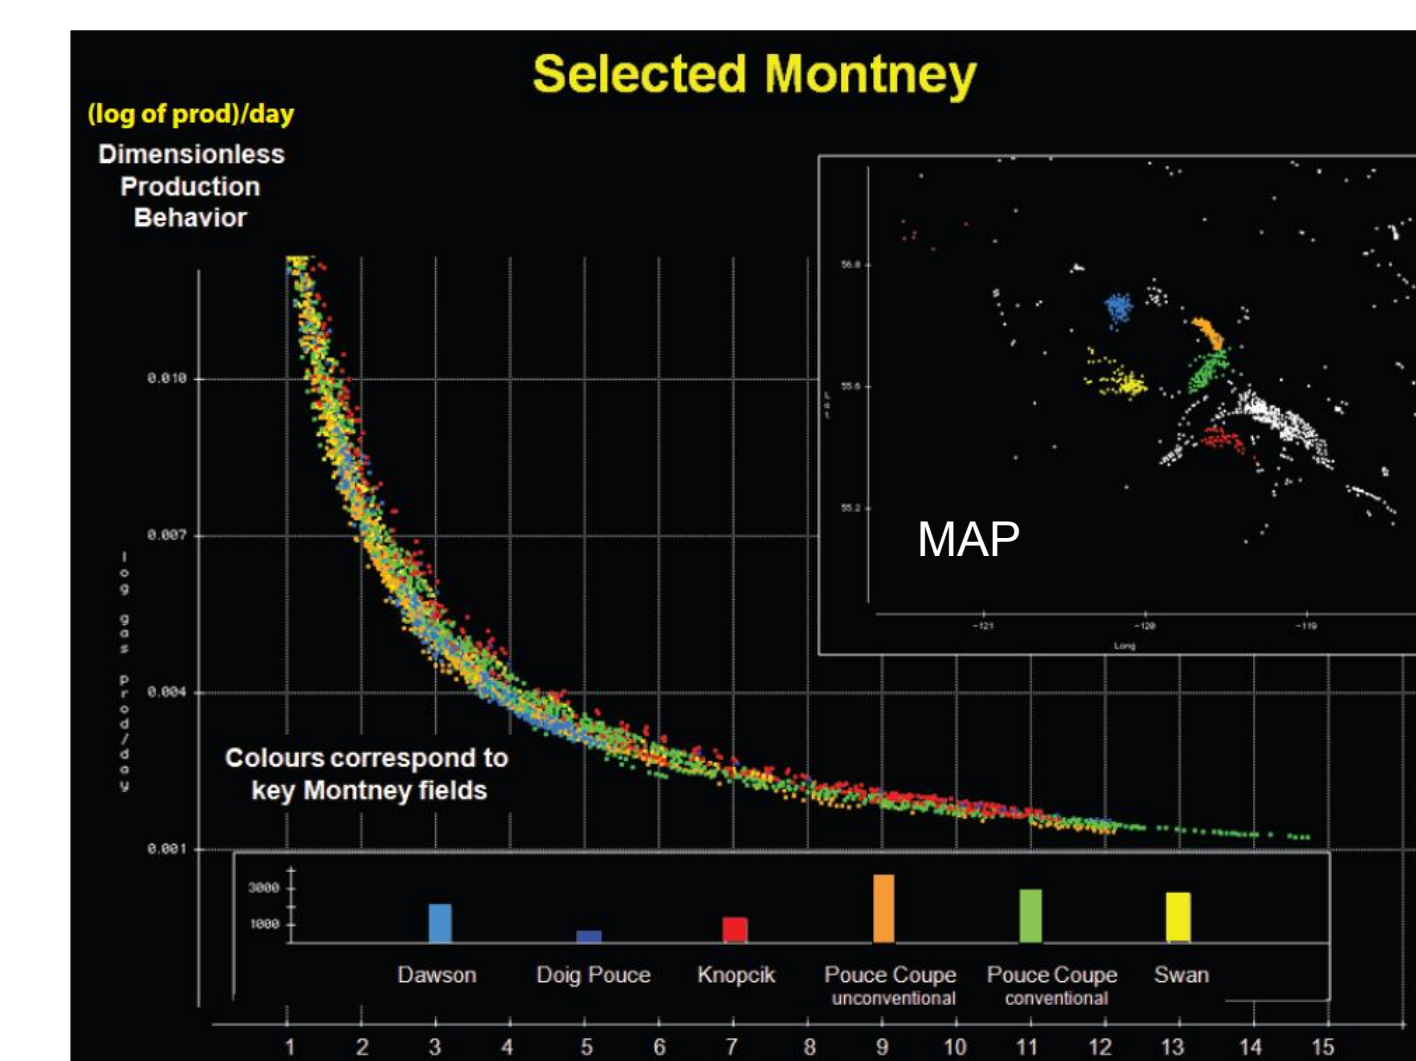 Selected Montney
(log of prod)/day
Dimensionless
Production
Behavior
0.010
0.007
0.004
0.001
log gas prod/day
56.0
55.6
55.2
Lat
MAP
-121 -120 -119
Long
Colours correspond to
key Montney fields
3000
1000
Dawson Doig Pouce Knopcik Pouce Coupe Pouce Coupe Swan
unconventional conventional
1 2 3 4 5 6 7 8 9 10 11 12 13 14 15